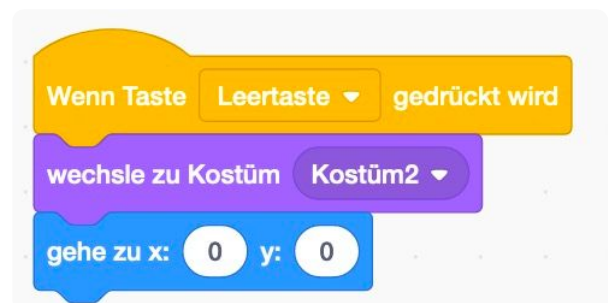 Wenn Taste Leertaste gedrückt wird
wechsle zu Kostüm Kostüm2
gehe zu x: 0 y: 0